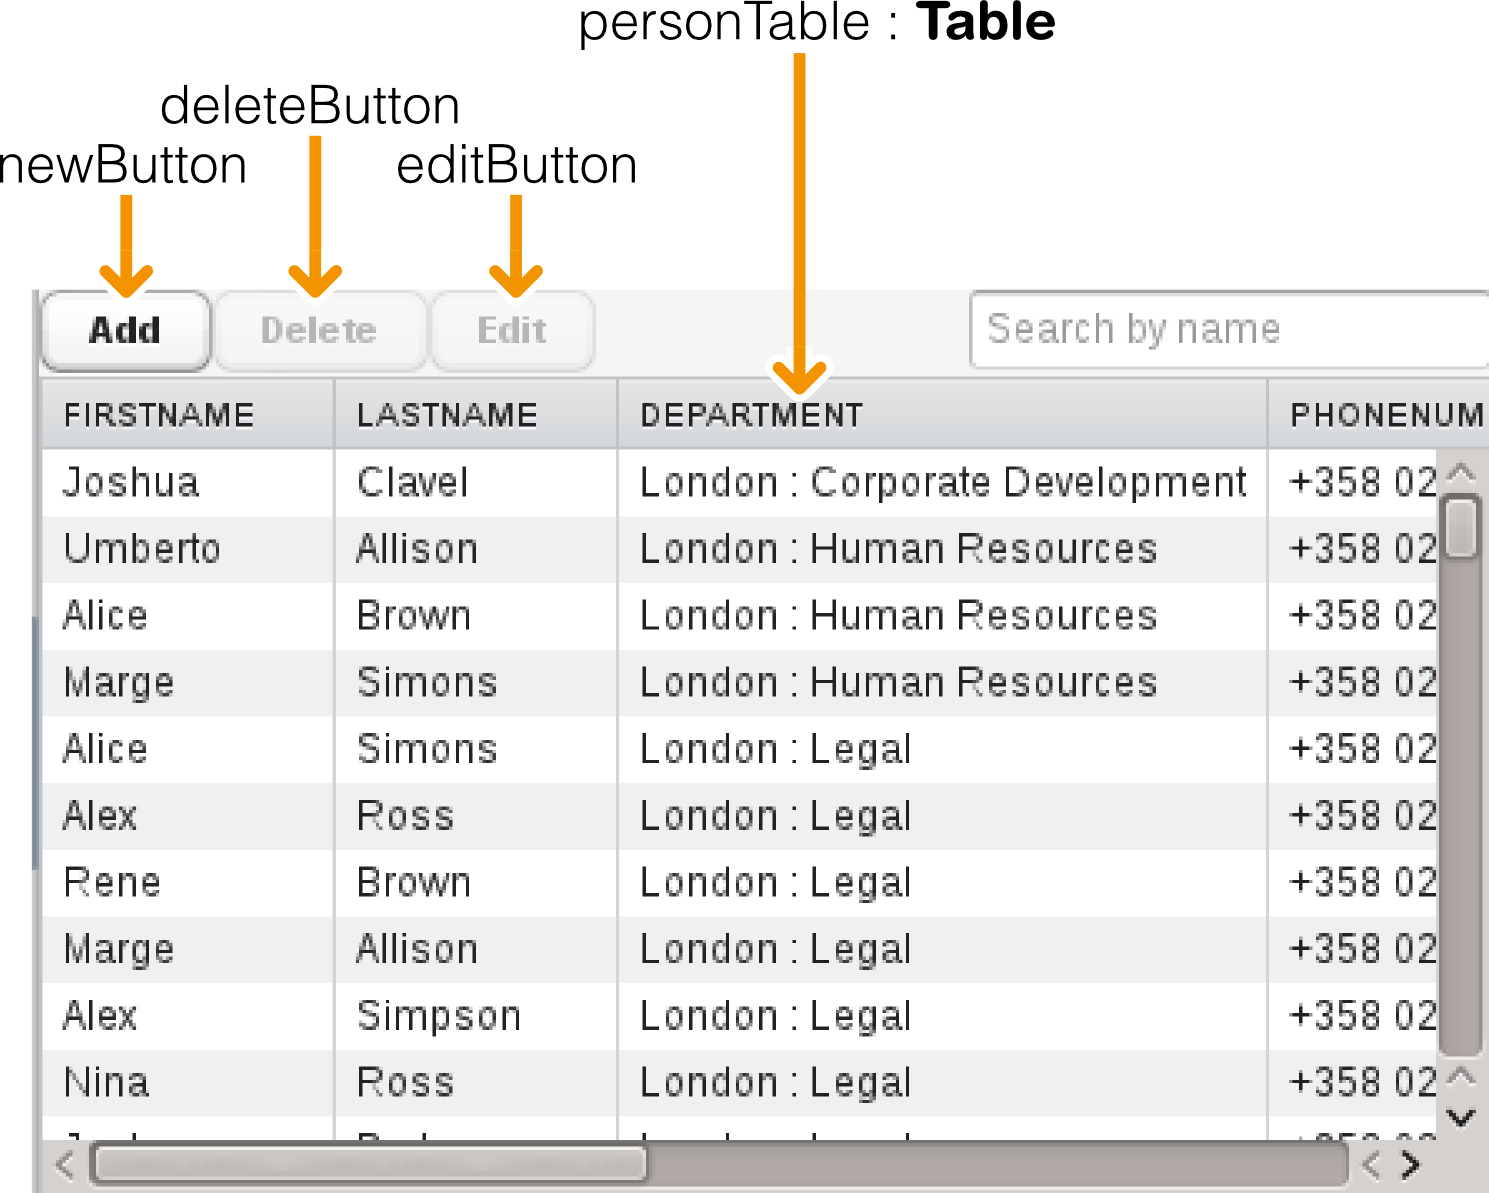 personTable : Table
deleteButton
newButton
editButton
Add Delete Edit Search by name
FIRSTNAME LASTNAME DEPARTMENT PHONENUM
Joshua Clavel London : Corporate Development +358 02
Umberto Allison London : Human Resources +358 02
Alice Brown London : Human Resources +358 02
Marge Simons London : Human Resources +358 02
Alice Simons London : Legal +358 02
Alex Ross London : Legal +358 02
Rene Brown London : Legal +358 02
Marge Allison London : Legal +358 02
Alex Simpson London : Legal +358 02
Nina Ross London : Legal +358 02